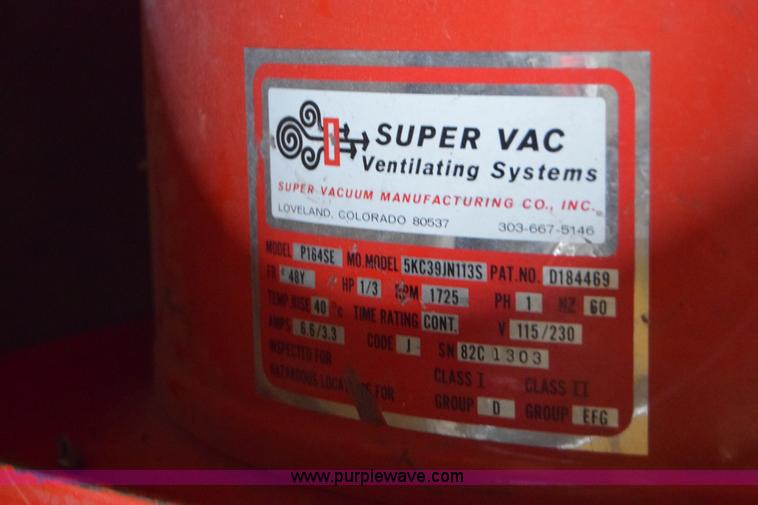 SUPER VAC
Ventilating Systems
SUPER VACUUM MANUFACTURING CO., INC.
LOVELAND, COLORADO 80537 303-667-5146
MODEL P164SE MO. MODEL 5KC39JN113S PAT. NO. D184469
FR 48Y HP 1/3 RPM 1725 PH 1 HZ 60
TEMP. RISE 40 °C TIME RATING CONT. V 115/230
AMPS 6.6/3.3 CODE J SN 82C 1303
INSPECTED FOR CLASS I CLASS II
HAZARDOUS FOR GROUP D GROUP EFG
www.purplewave.com